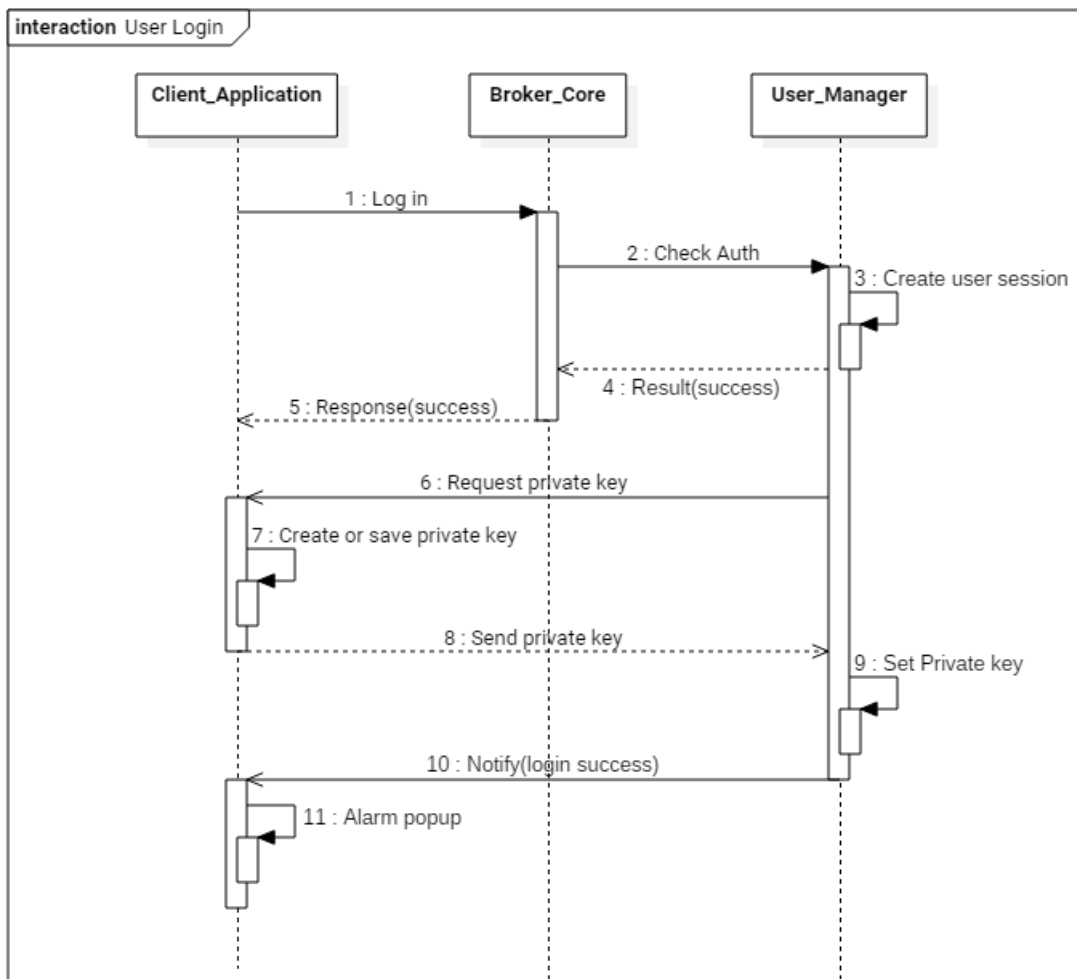 interaction User Login
Client_Application
Broker_Core
User_Manager
1 : Log in
2 : Check Auth
3 : Create user session
4 : Result(success)
5 : Response(success)
6 : Request private key
7 : Create or save private key
8 : Send private key
9 : Set Private key
10 : Notify(login success)
11 : Alarm popup